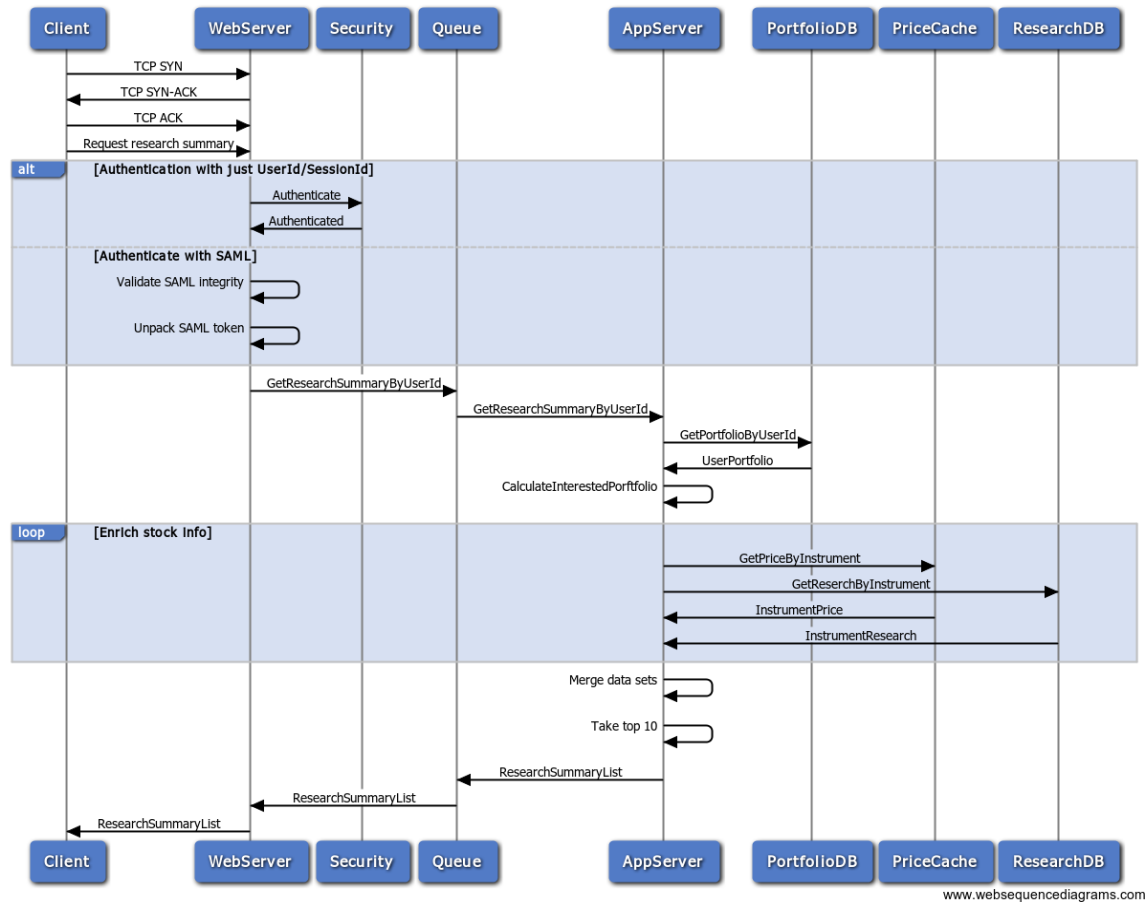 Client WebServer Security Queue AppServer PortfolioDB PriceCache ResearchDB
TCP SYN
TCP SYN-ACK
TCP ACK
Request research summary
alt [Authentication with just UserId/SessionId]
Authenticate
Authenticated
[Authenticate with SAML]
Validate SAML integrity
Unpack SAML token
GetResearchSummaryByUserId
GetResearchSummaryByUserId
GetPortfolioByUserId
UserPortfolio
CalculateInterestedPorftfolio
loop [Enrich stock info]
GetPriceByInstrument
GetReserchByInstrument
InstrumentPrice
InstrumentResearch
Merge data sets
Take top 10
ResearchSummaryList
ResearchSummaryList
ResearchSummaryList
Client WebServer Security Queue AppServer PortfolioDB PriceCache ResearchDB
www.websequencediagrams.com